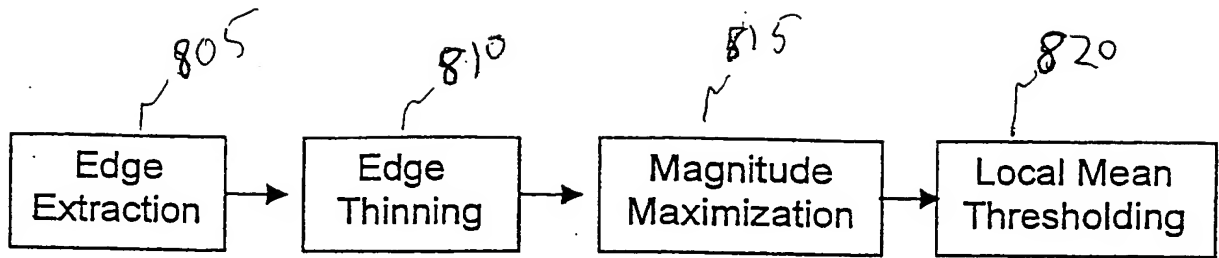 805
810
815
820
Edge
Extraction
Edge
Thinning
Magnitude
Maximization
Local Mean
Thresholding